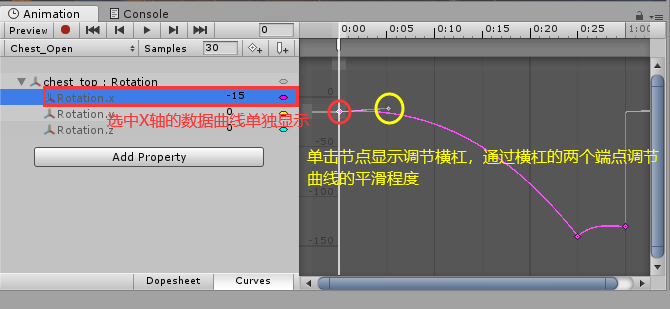 Animation Console
Preview 0 0:00 0:05 0:10 0:15 0:20 0:25 1:00
Chest_Open Samples 30
chest_top : Rotation
Rotation.x -15
Rotation.y 0
Rotation.z 0
选中X轴的数据曲线单独显示
Add Property
0
-50
-100
-150
单击节点显示调节横杠，通过横杠的两个端点调节
曲线的平滑程度
Dopesheet Curves